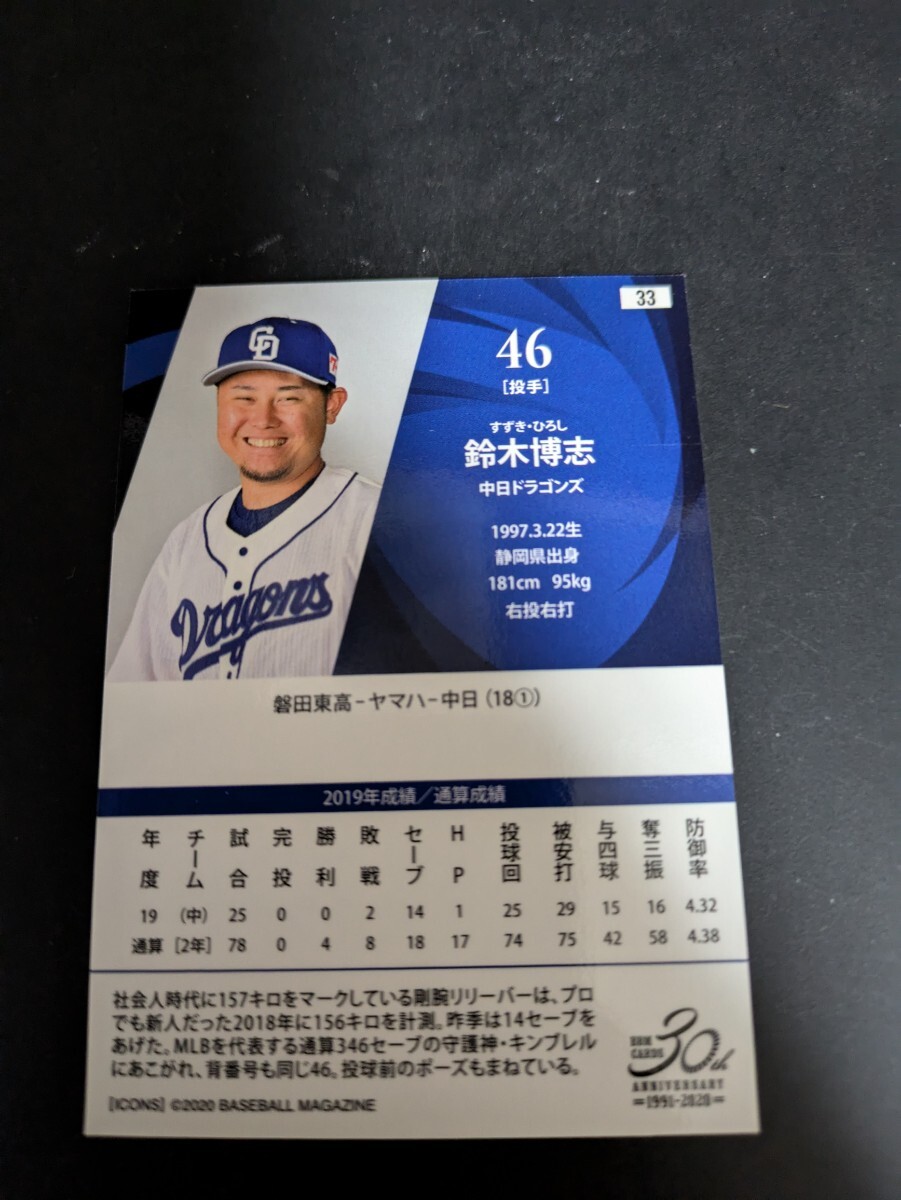 33
46
[投手]
すずき・ひろし
鈴木博志
中日ドラゴンズ
1997.3.22生
静岡県出身
181cm 95kg
右投右打
CD
Dragons
磐田東高－ヤマハ－中日（18①）
2019年成績／通算成績
年度 チーム 試合 完投 勝利 敗戦 セーブ HP 投球回 被安打 与四球 奪三振 防御率
19 (中) 25 0 0 2 14 1 25 29 15 16 4.32
通算 [2年] 78 0 4 8 18 17 74 75 42 58 4.38
社会人時代に157キロをマークしている剛腕リリーバーは、プロ
でも新人だった2018年に156キロを計測。昨季は14セーブを
あげた。MLBを代表する通算346セーブの守護神・キンブレル
にあこがれ、背番号も同じ46。投球前のポーズもまねている。
BBM CARDS 30th
ANNIVERSARY
=1991-2020=
[ICONS] ©2020 BASEBALL MAGAZINE